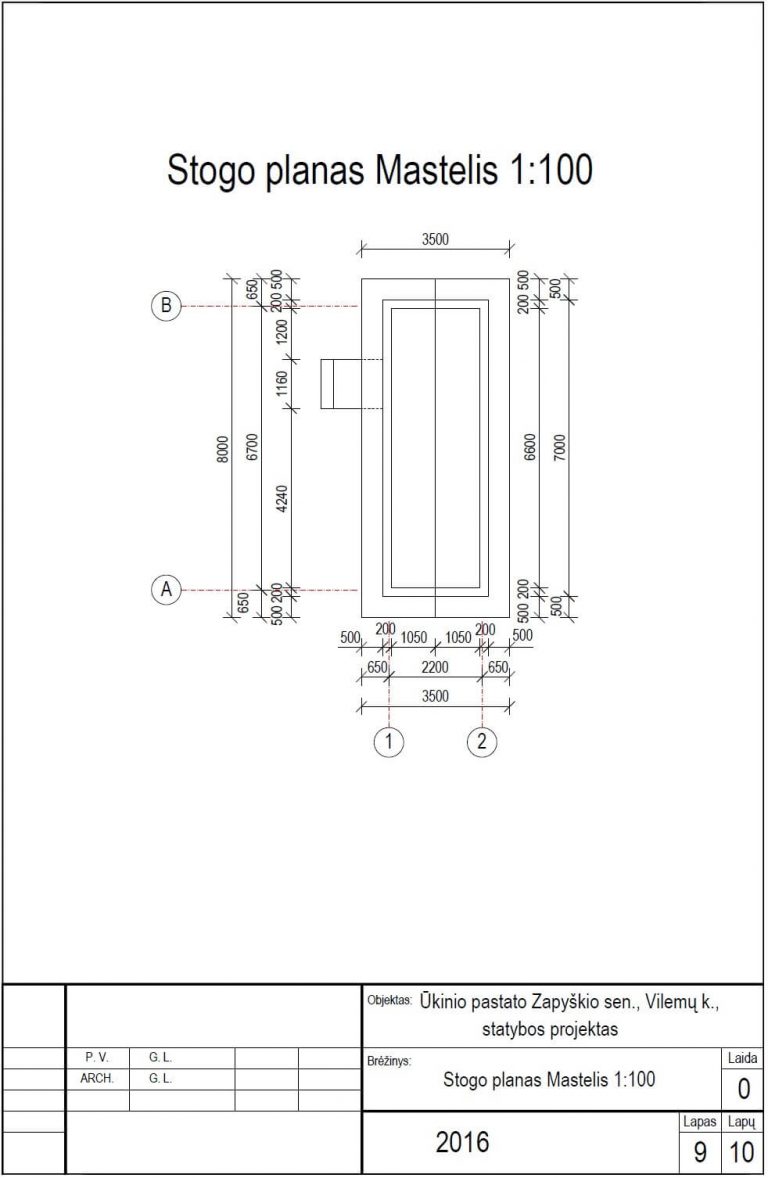 Stogo planas Mastelis 1:100
3500
650
500
200
1200
1160
4240
200
500
6700
650
8000
500
200
6600
200
500
500
7000
500
B
A
500 200 1050 1050 200 500
650 2200 650
3500
1 2
Objektas: Ūkinio pastato Zapyškio sen., Vilemų k.,
statybos projektas
P. V. G. L.
ARCH. G. L.
Brėžinys:
Stogo planas Mastelis 1:100
Laida
0
2016
Lapas Lapų
9 10